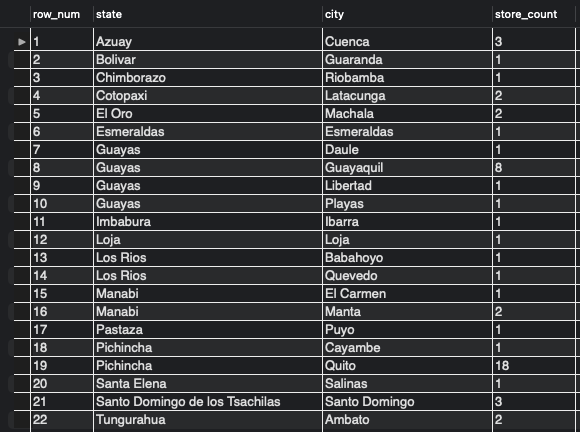 row_num state city store_count
1 Azuay Cuenca 3
2 Bolivar Guaranda 1
3 Chimborazo Riobamba 1
4 Cotopaxi Latacunga 2
5 El Oro Machala 2
6 Esmeraldas Esmeraldas 1
7 Guayas Daule 1
8 Guayas Guayaquil 8
9 Guayas Libertad 1
10 Guayas Playas 1
11 Imbabura Ibarra 1
12 Loja Loja 1
13 Los Rios Babahoyo 1
14 Los Rios Quevedo 1
15 Manabi El Carmen 1
16 Manabi Manta 2
17 Pastaza Puyo 1
18 Pichincha Cayambe 1
19 Pichincha Quito 18
20 Santa Elena Salinas 1
21 Santo Domingo de los Tsachilas Santo Domingo 3
22 Tungurahua Ambato 2